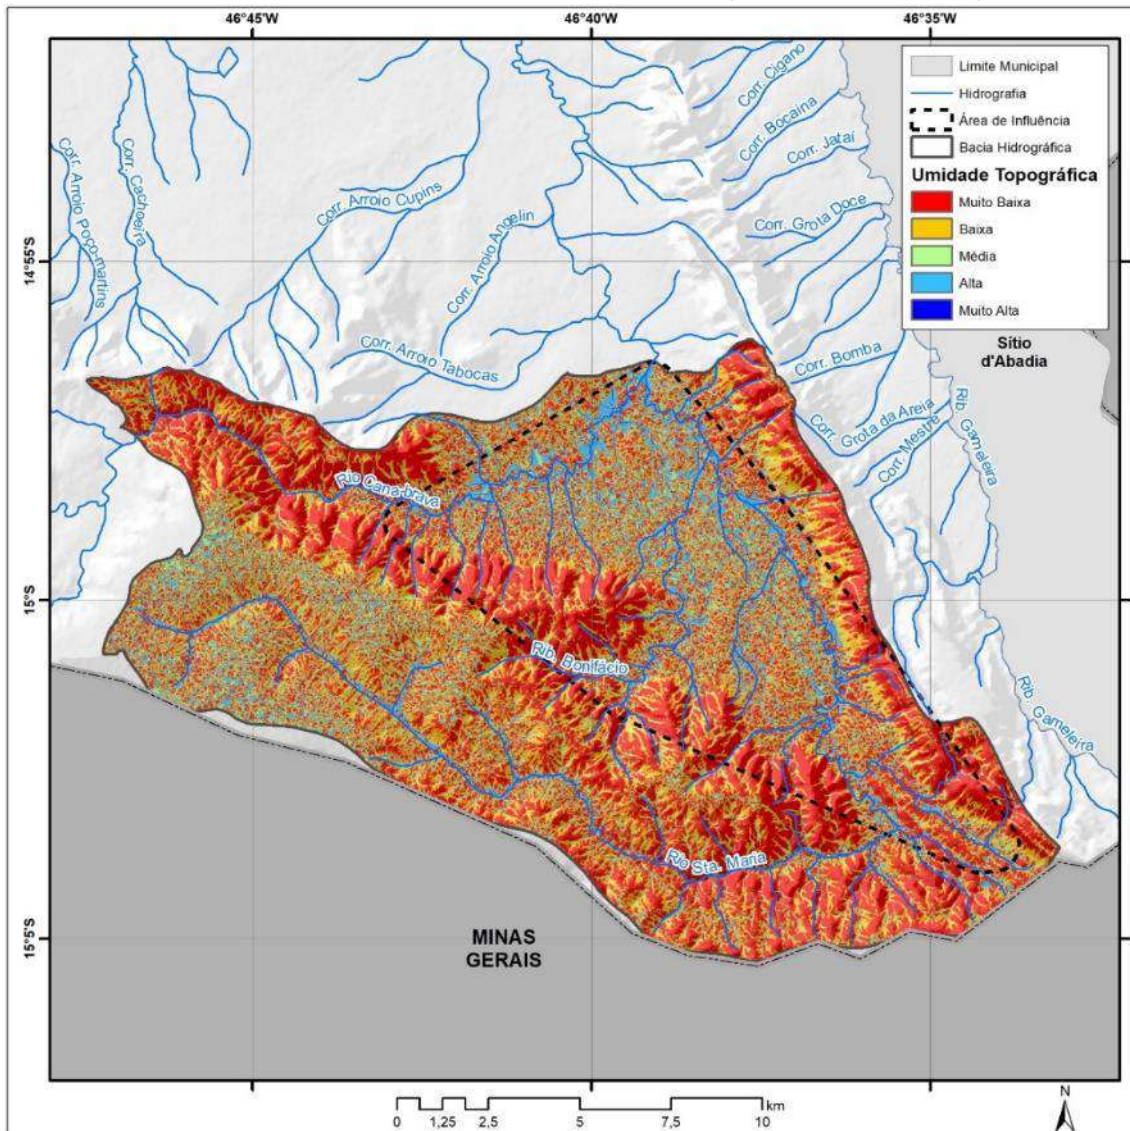 46°45'W
46°40'W
46°35'W
Limite Municipal
Hidrografia
Área de Influência
Bacia Hidrográfica
Umidade Topográfica
Muito Baixa
Baixa
Média
Alta
Muito Alta
Corr. Cigano
Corr. Bocaina
Corr. Jataí
Corr. Grota Doce
Corr. Arroio Poço-martins
Corr. Cachoeira
Corr. Arroio Cupins
Corr. Arroio Angelin
14°55'S
Corr. Arroio Tabocas
Corr. Bomba
Sítio
d'Abadia
Corr. Grota da Areia
Corr. Mestre
Rib. Gameleira
Rio Cana-brava
15°S
Rib. Bonifácio
Rib. Gameleira
Rio Sta. Maria
15°5'S
MINAS
GERAIS
0 1,25 2,5 5 7,5 10 km
N